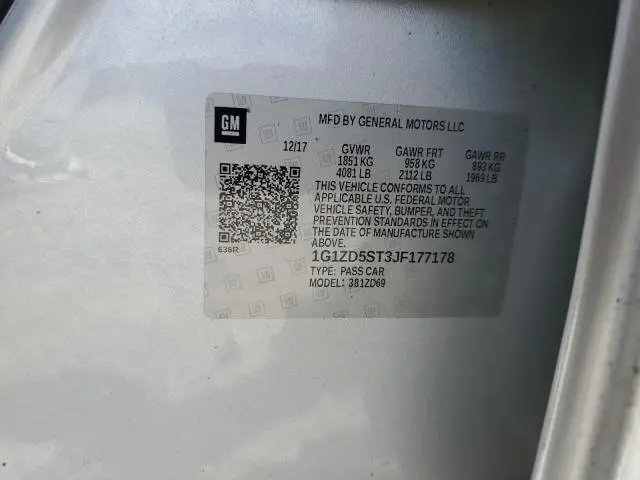 GM
MFD BY GENERAL MOTORS LLC
12/17 GVWR GAWR FRT GAWR RR
1851 KG 958 KG 893 KG
4081 LB 2112 LB 1969 LB
THIS VEHICLE CONFORMS TO ALL
APPLICABLE U.S. FEDERAL MOTOR
VEHICLE SAFETY, BUMPER, AND THEFT
PREVENTION STANDARDS IN EFFECT ON
THE DATE OF MANUFACTURE SHOWN
ABOVE.
636R
1G1ZD5ST3JF177178
TYPE: PASS CAR
MODEL: 381ZD69